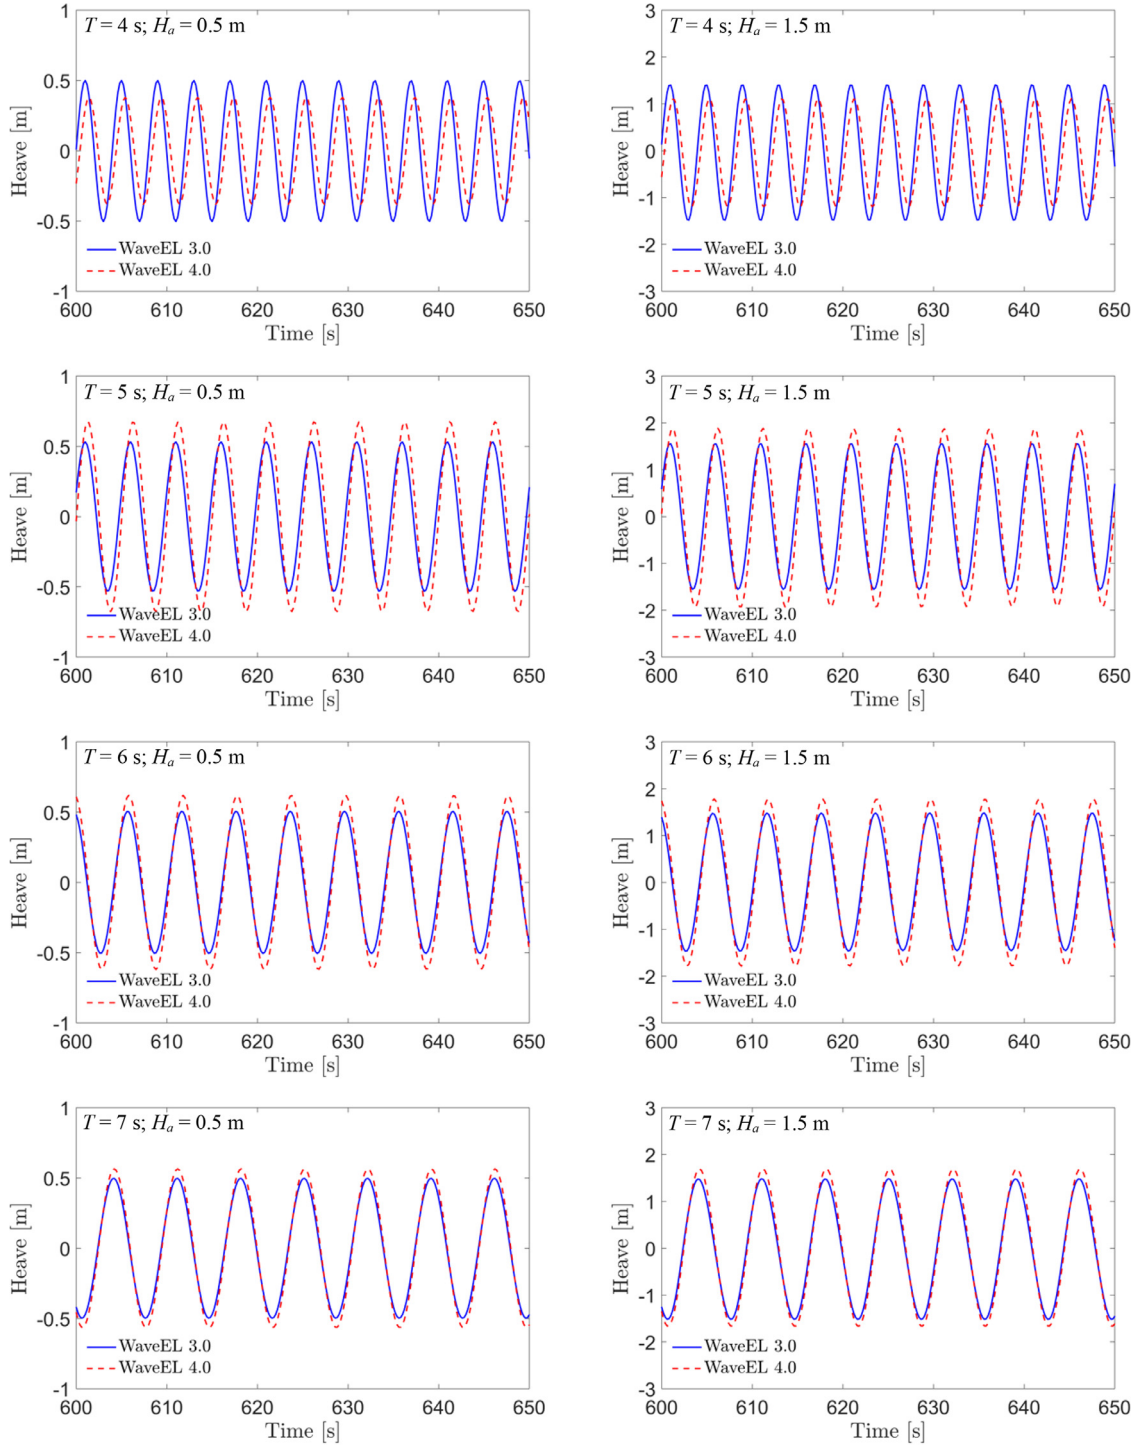 T = 4 s; Hₐ = 0.5 m
1
0.5
0
-0.5
-1
Heave [m]
WaveEL 3.0
WaveEL 4.0
600 610 620 630 640 650
Time [s]
T = 4 s; Hₐ = 1.5 m
3
2
1
0
-1
-2
-3
Heave [m]
WaveEL 3.0
WaveEL 4.0
600 610 620 630 640 650
Time [s]
T = 5 s; Hₐ = 0.5 m
1
0.5
0
-0.5
-1
Heave [m]
WaveEL 3.0
WaveEL 4.0
600 610 620 630 640 650
Time [s]
T = 5 s; Hₐ = 1.5 m
3
2
1
0
-1
-2
-3
Heave [m]
WaveEL 3.0
WaveEL 4.0
600 610 620 630 640 650
Time [s]
T = 6 s; Hₐ = 0.5 m
1
0.5
0
-0.5
-1
Heave [m]
WaveEL 3.0
WaveEL 4.0
600 610 620 630 640 650
Time [s]
T = 6 s; Hₐ = 1.5 m
3
2
1
0
-1
-2
-3
Heave [m]
WaveEL 3.0
WaveEL 4.0
600 610 620 630 640 650
Time [s]
T = 7 s; Hₐ = 0.5 m
1
0.5
0
-0.5
-1
Heave [m]
WaveEL 3.0
WaveEL 4.0
600 610 620 630 640 650
Time [s]
T = 7 s; Hₐ = 1.5 m
3
2
1
0
-1
-2
-3
Heave [m]
WaveEL 3.0
WaveEL 4.0
600 610 620 630 640 650
Time [s]